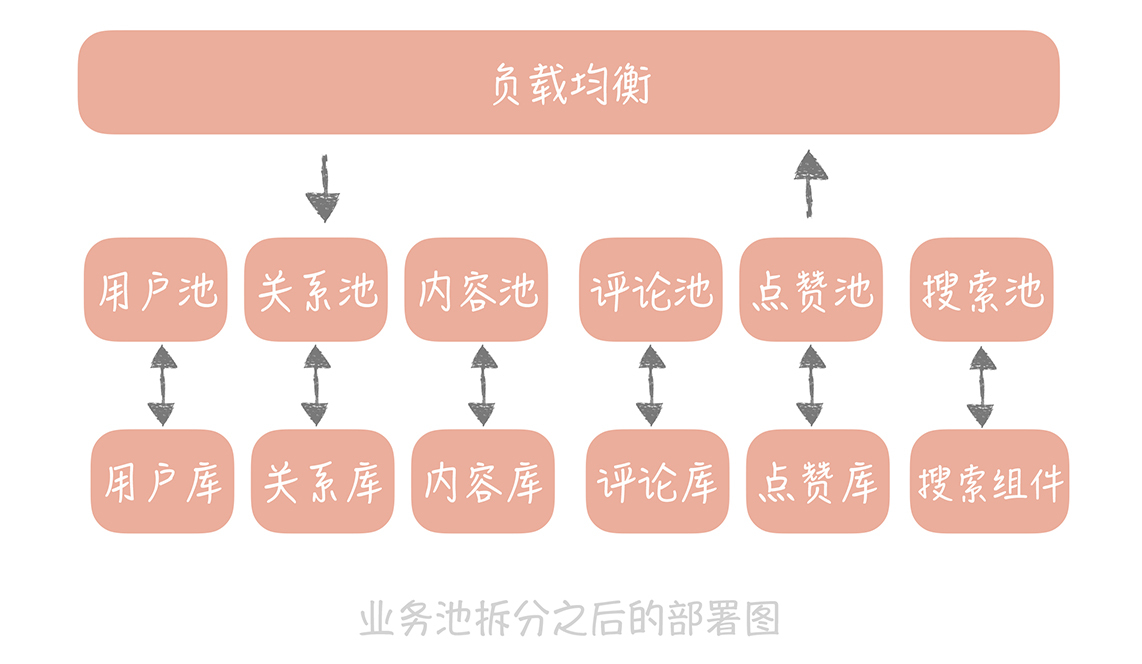 负载均衡
用户池 关系池 内容池 评论池 点赞池 搜索池
用户库 关系库 内容库 评论库 点赞库 搜索组件
业务池拆分之后的部署图